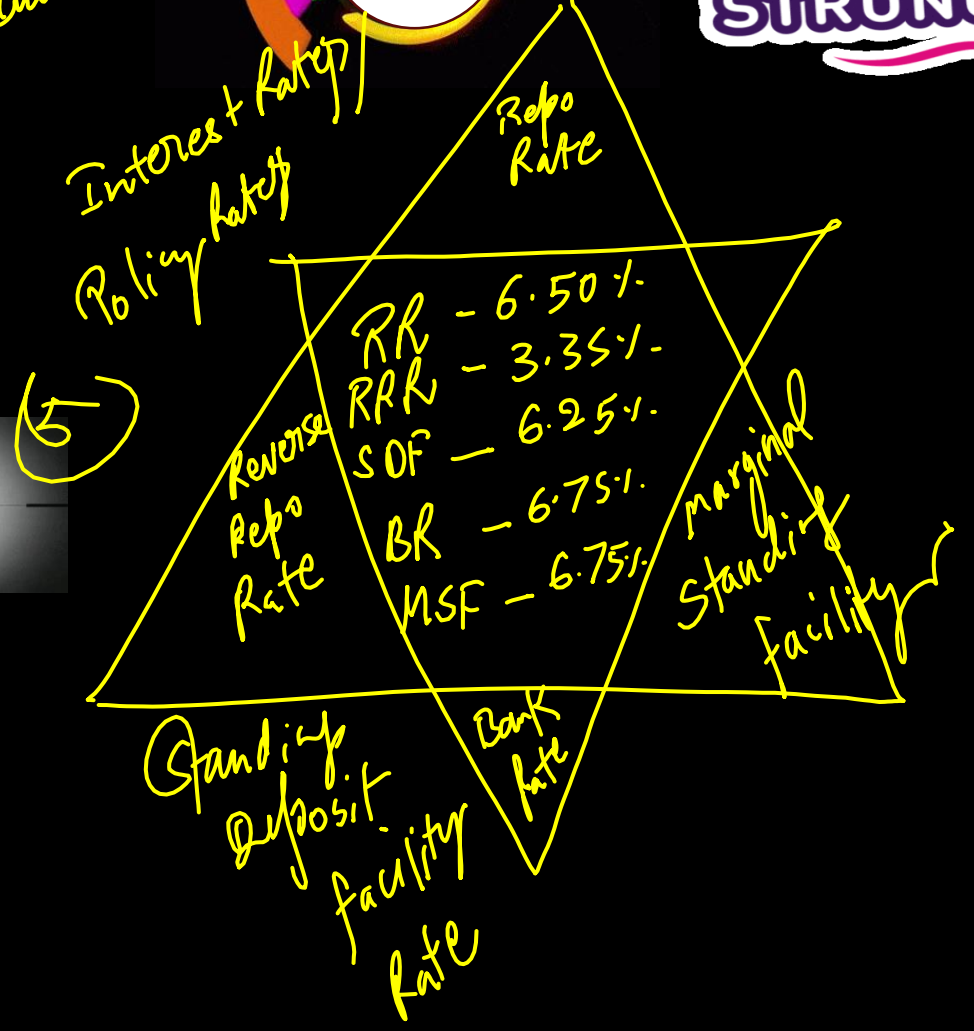 STRONG
Interest Rates
Policy Rates
5
Repo
Rate
RR - 6.50%
RRR - 3.35%
SDF - 6.25%
BR - 6.75%
MSF - 6.75%
Reverse
Repo
Rate
Marginal
Standing
Facility
Standing
Deposit
Facility
Rate
Bank
Rate